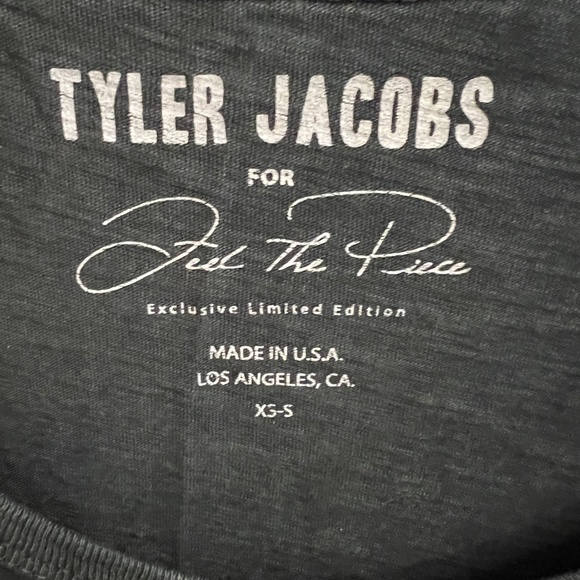 TYLER JACOBS
FOR
Feel The Piece
Exclusive Limited Edition
MADE IN U.S.A.
LOS ANGELES, CA.
XS-S